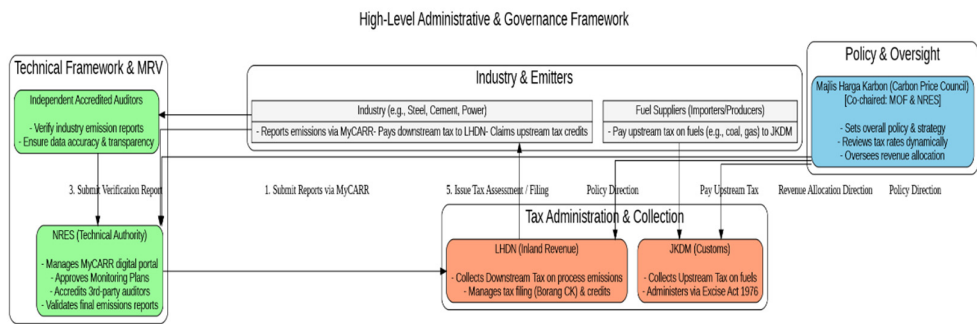 High-Level Administrative & Governance Framework
Technical Framework & MRV
Independent Accredited Auditors
- Verify industry emission reports
- Ensure data accuracy & transparency
Industry & Emitters
Industry (e.g., Steel, Cement, Power)
- Reports emissions via MyCARR- Pays downstream tax to LHDN- Claims upstream tax credits
Fuel Suppliers (Importers/Producers)
- Pay upstream tax on fuels (e.g., coal, gas) to JKDM
Policy & Oversight
Majlis Harga Karbon (Carbon Price Council)
[Co-chaired: MOF & NRES]
- Sets overall policy & strategy
- Reviews tax rates dynamically
- Oversees revenue allocation
3. Submit Verification Report
1. Submit Reports via MyCARR
5. Issue Tax Assessment / Filing
Policy Direction
Pay Upstream Tax
Revenue Allocation Direction
Policy Direction
NRES (Technical Authority)
- Manages MyCARR digital portal
- Approves Monitoring Plans
- Accredits 3rd-party auditors
- Validates final emissions reports
Tax Administration & Collection
LHDN (Inland Revenue)
- Collects Downstream Tax on process emissions
- Manages tax filing (Borang CK) & credits
JKDM (Customs)
- Collects Upstream Tax on fuels
- Administers via Excise Act 1976